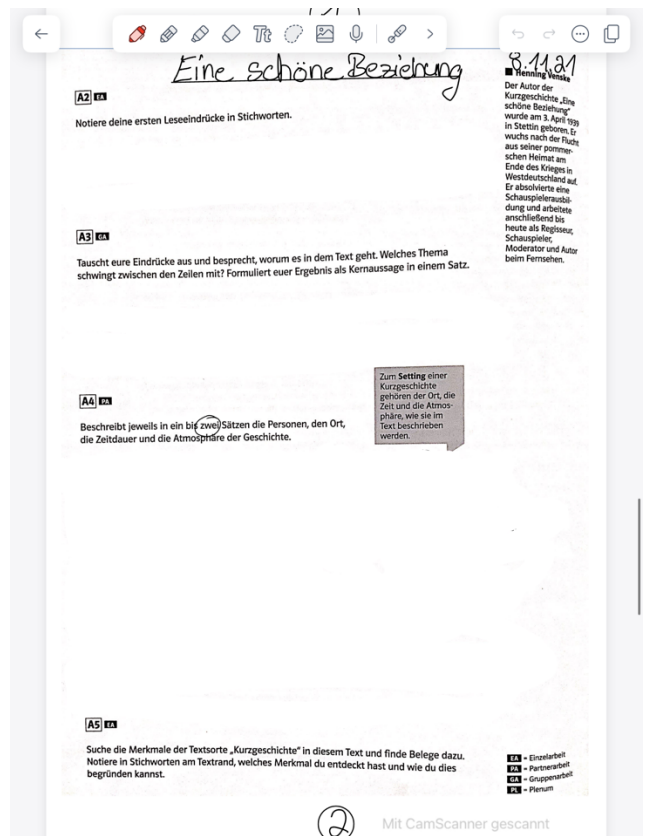 Tt
Eine schöne Beziehung
8.11.21
A2 EA
Notiere deine ersten Leseeindrücke in Stichworten.
■ Henning Venske
Der Autor der
Kurzgeschichte „Eine
schöne Beziehung“
wurde am 3. April 1939
in Stettin geboren. Er
wuchs nach der Flucht
aus seiner pommer-
schen Heimat am
Ende des Krieges in
Westdeutschland auf.
Er absolvierte eine
Schauspielerausbil-
dung und arbeitete
anschließend bis
heute als Regisseur,
Schauspieler,
Moderator und Autor
beim Fernsehen.
A3 GA
Tauscht eure Eindrücke aus und besprecht, worum es in dem Text geht. Welches Thema
schwingt zwischen den Zeilen mit? Formuliert euer Ergebnis als Kernaussage in einem Satz.
Zum Setting einer
Kurzgeschichte
gehören der Ort, die
Zeit und die Atmos-
phäre, wie sie im
Text beschrieben
werden.
A4 PA
Beschreibt jeweils in ein bis zwei Sätzen die Personen, den Ort,
die Zeitdauer und die Atmosphäre der Geschichte.
A5 EA
Suche die Merkmale der Textsorte „Kurzgeschichte“ in diesem Text und finde Belege dazu.
Notiere in Stichworten am Textrand, welches Merkmal du entdeckt hast und wie du dies
begründen kannst.
EA = Einzelarbeit
PA = Partnerarbeit
GA = Gruppenarbeit
PL = Plenum
2
Mit CamScanner gescannt